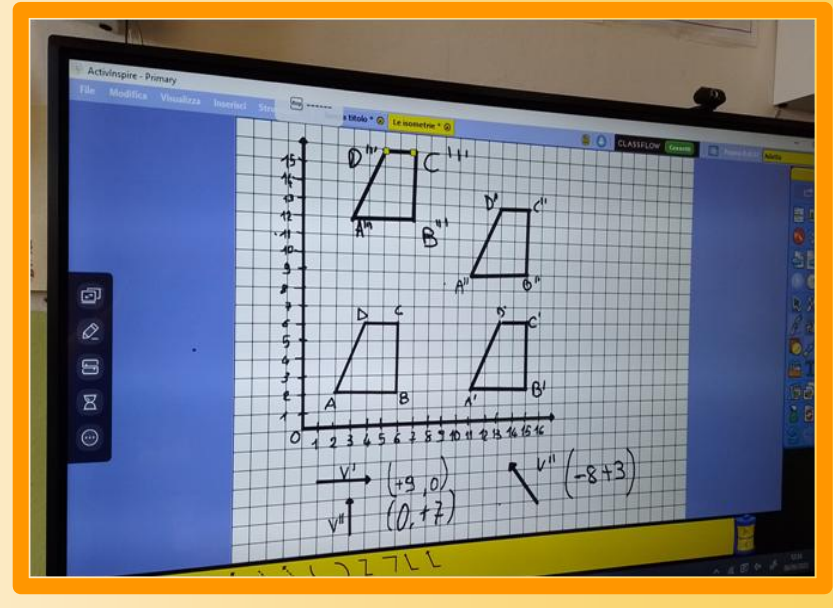 ActivInspire - Primary
File Modifica Visualizza Inserisci
titolo * Le isometrie *
CLASSFLOW
15 D''' C'''
14
13 D'' C''
12 A''' B'''
11
10
9 A'' B''
8
7
6 D C D' C'
5
4
3
2 A B A' B'
1
0 1 2 3 4 5 6 7 8 9 10 11 12 13 14 15 16
V' (+9,0) V'' (-8+3)
V'' (0,+7)